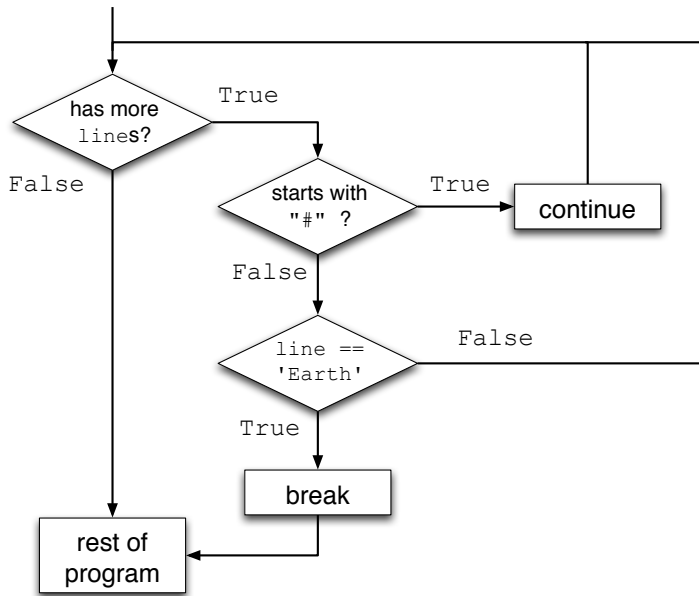 has more
lines?
True
False
starts with
"#" ?
True
continue
False
line ==
'Earth'
False
True
break
rest of
program